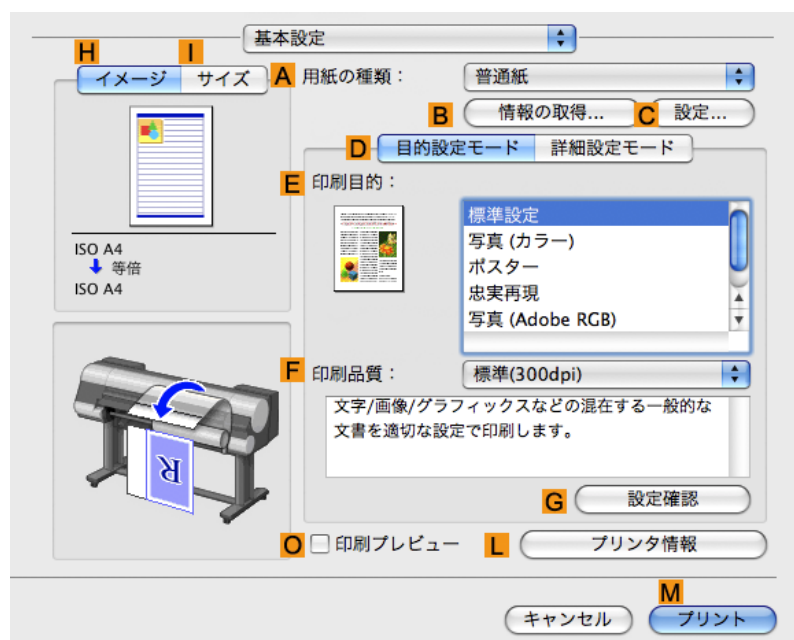 基本設定
H
I
イメージ
サイズ
A
用紙の種類：
普通紙
B
情報の取得...
C
設定...
D
目的設定モード
詳細設定モード
E
印刷目的：
標準設定
写真 (カラー)
ポスター
忠実再現
写真 (Adobe RGB)
ISO A4
等倍
ISO A4
F
印刷品質：
標準(300dpi)
文字/画像/グラフィックスなどの混在する一般的な
文書を適切な設定で印刷します。
R
G
設定確認
O
印刷プレビュー
L
プリンタ情報
M
キャンセル
プリント